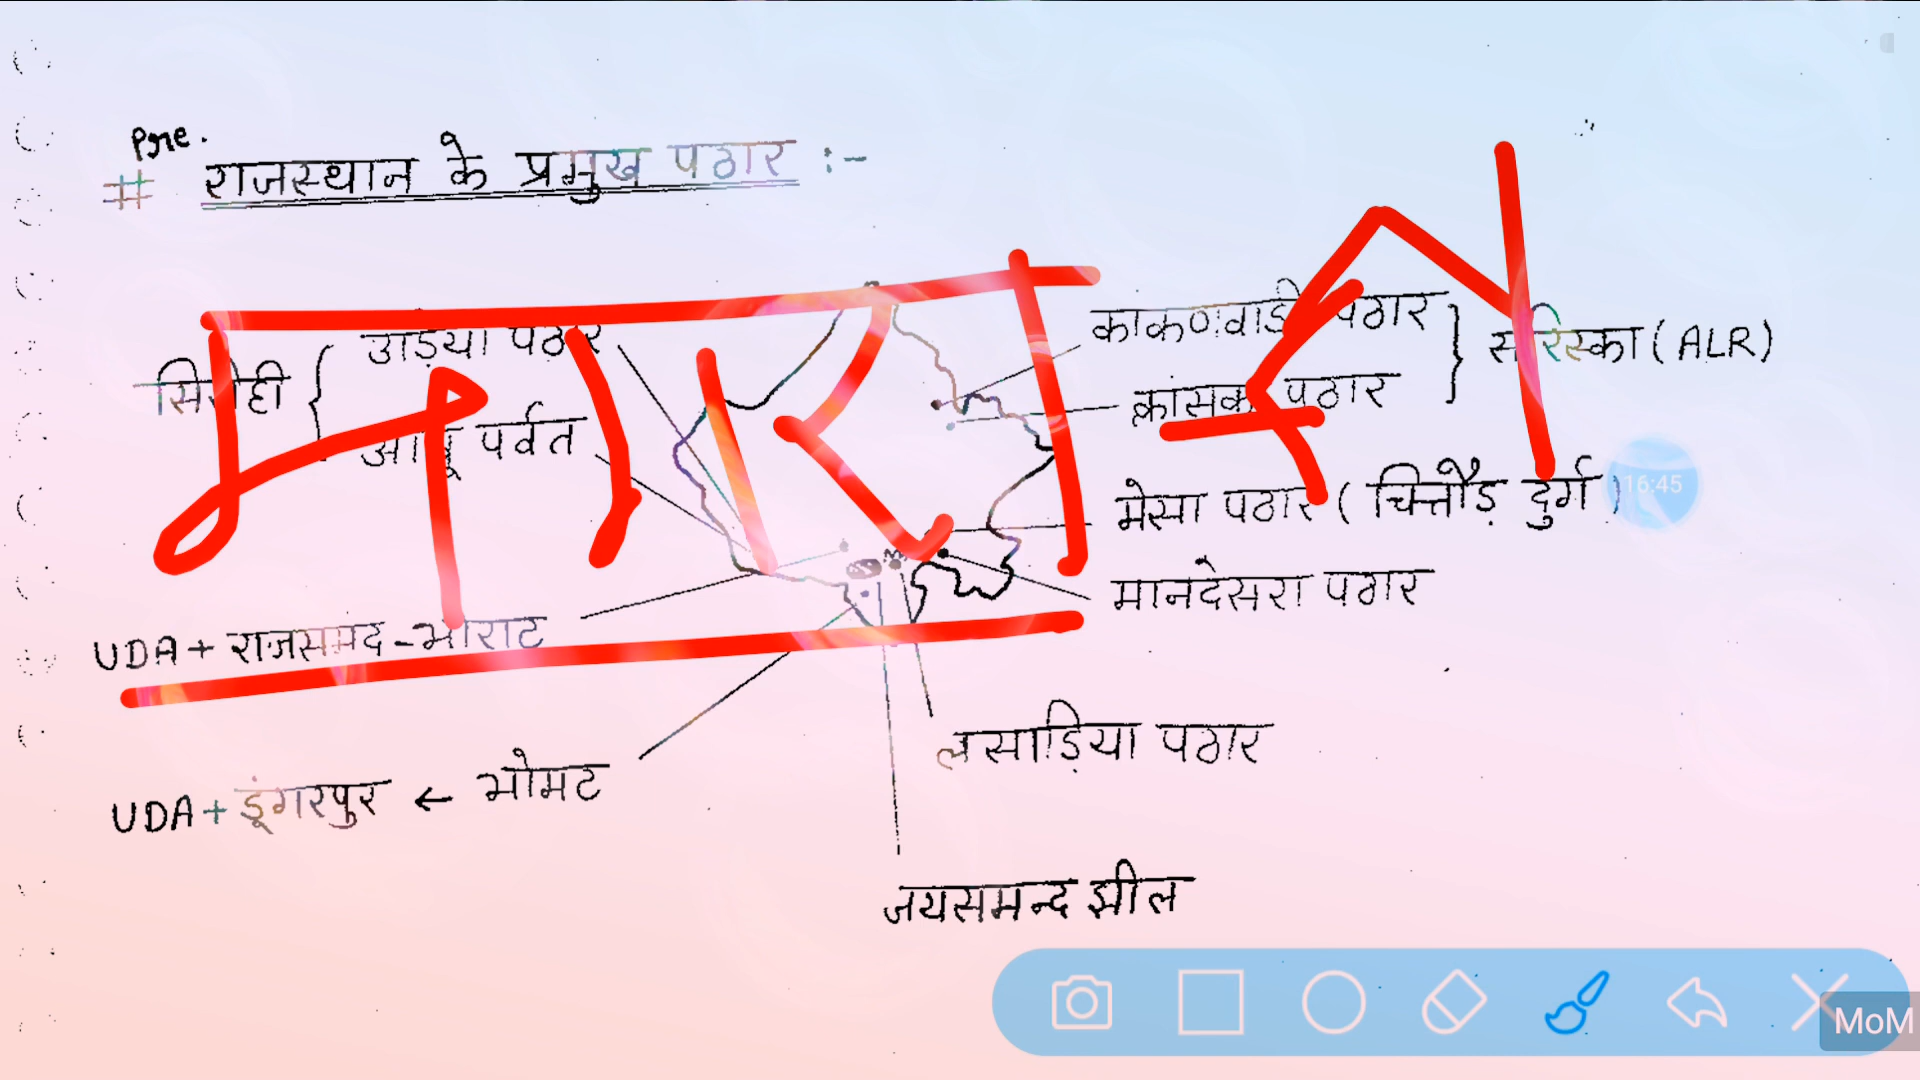 Pre.
# राजस्थान के प्रमुख पठार :-
उड़िया पठार
सिरोही {
आबू पर्वत
काकणवाड़ी पठार
क्रांसका पठार
} सरिस्का (ALR)
मेसा पठार (चित्तौड़ दुर्ग)
16:45
मानदेसरा पठार
UDA + राजसमंद - भोराट
लसाड़िया पठार
UDA + डूंगरपुर ← भोमट
जयसमन्द झील
MoM